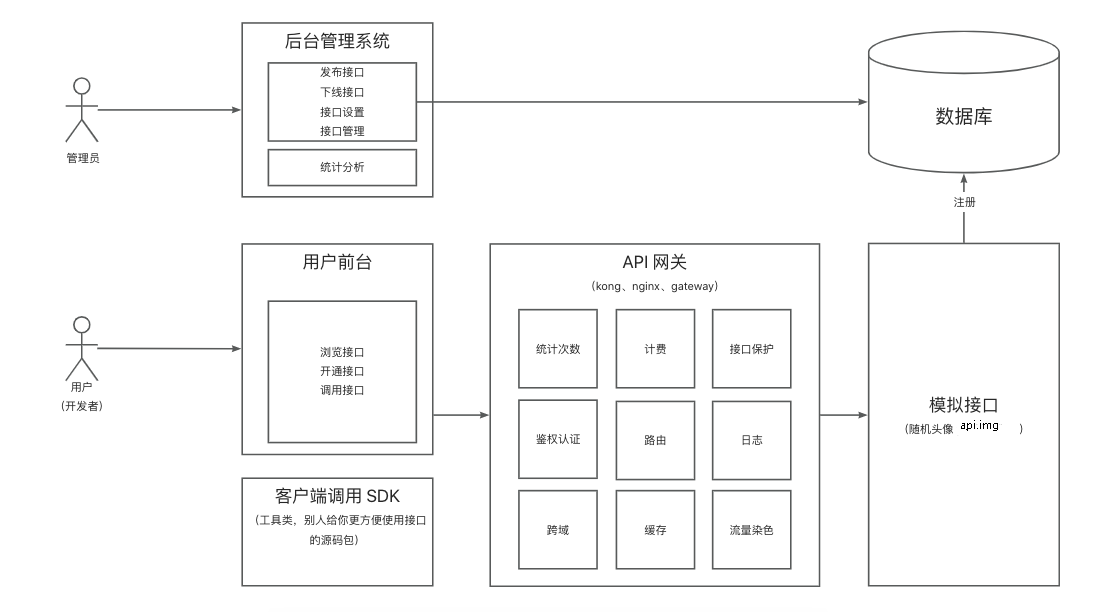 后台管理系统
发布接口
下线接口
接口设置
接口管理
统计分析
管理员
数据库
注册
用户前台
浏览接口
开通接口
调用接口
用户
(开发者)
客户端调用 SDK
(工具类，别人给你更方便使用接口
的源码包)
API 网关
(kong、nginx、gateway)
统计次数
计费
接口保护
鉴权认证
路由
日志
跨域
缓存
流量染色
模拟接口
(随机头像 api.img )